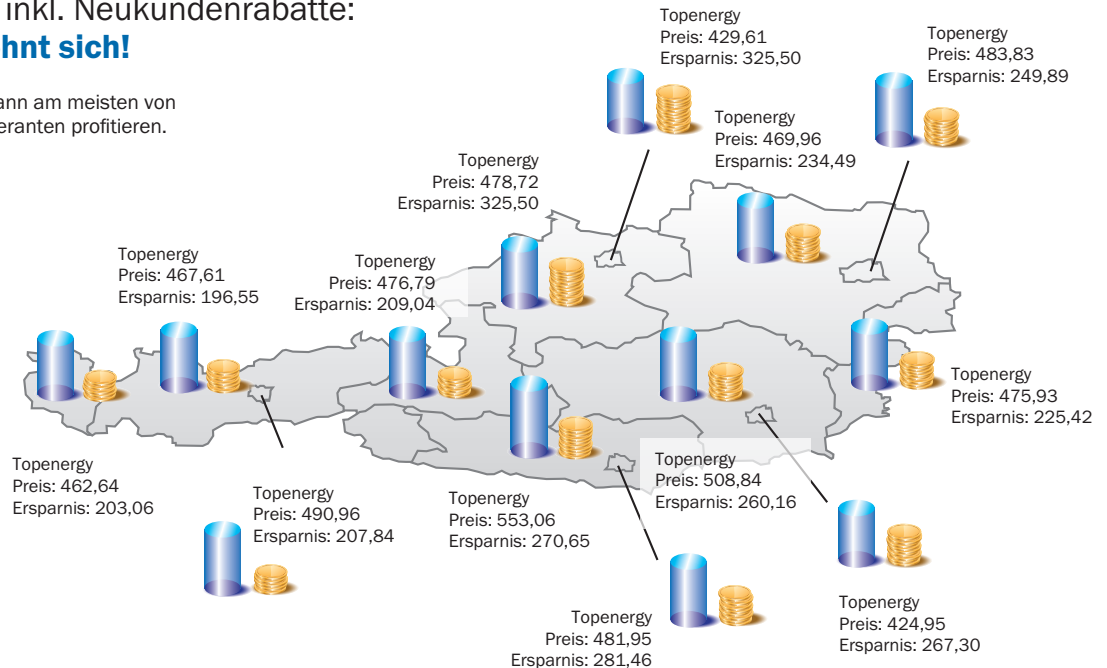 inkl. Neukundenrabatte:
hnt sich!
ann am meisten von
eranten profitieren.
Topenergy
Preis: 429,61
Ersparnis: 325,50
Topenergy
Preis: 483,83
Ersparnis: 249,89
Topenergy
Preis: 469,96
Ersparnis: 234,49
Topenergy
Preis: 478,72
Ersparnis: 325,50
Topenergy
Preis: 467,61
Ersparnis: 196,55
Topenergy
Preis: 476,79
Ersparnis: 209,04
Topenergy
Preis: 475,93
Ersparnis: 225,42
Topenergy
Preis: 462,64
Ersparnis: 203,06
Topenergy
Preis: 490,96
Ersparnis: 207,84
Topenergy
Preis: 553,06
Ersparnis: 270,65
Topenergy
Preis: 508,84
Ersparnis: 260,16
Topenergy
Preis: 481,95
Ersparnis: 281,46
Topenergy
Preis: 424,95
Ersparnis: 267,30